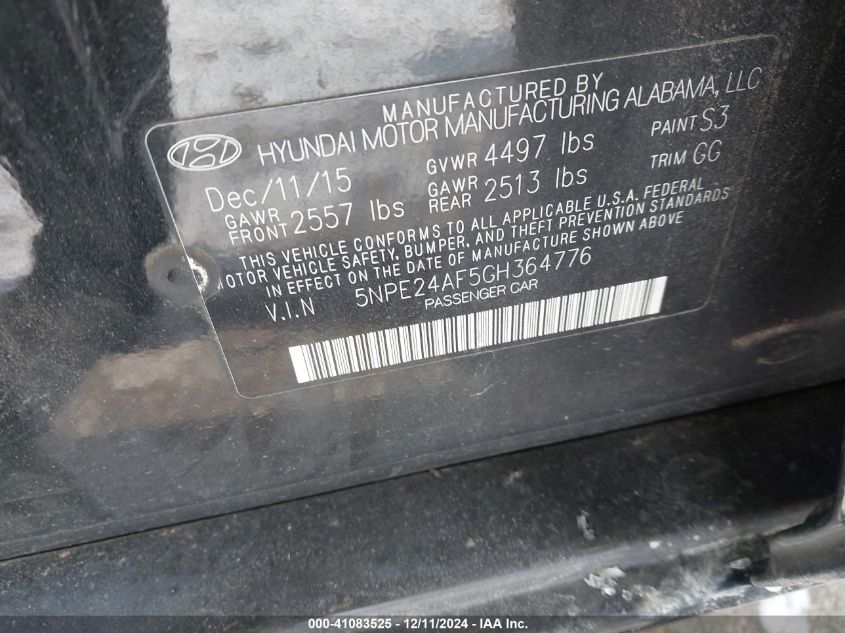 MANUFACTURED BY
HYUNDAI MOTOR MANUFACTURING ALABAMA, LLC
Dec/11/15 GVWR 4497 lbs PAINT S3
GAWR FRONT 2557 lbs GAWR REAR 2513 lbs TRIM GG
THIS VEHICLE CONFORMS TO ALL APPLICABLE U.S.A. FEDERAL
MOTOR VEHICLE SAFETY, BUMPER, AND THEFT PREVENTION STANDARDS
IN EFFECT ON THE DATE OF MANUFACTURE SHOWN ABOVE
V.I.N 5NPE24AF5GH364776
PASSENGER CAR
000-41083525 - 12/11/2024 - IAA Inc.